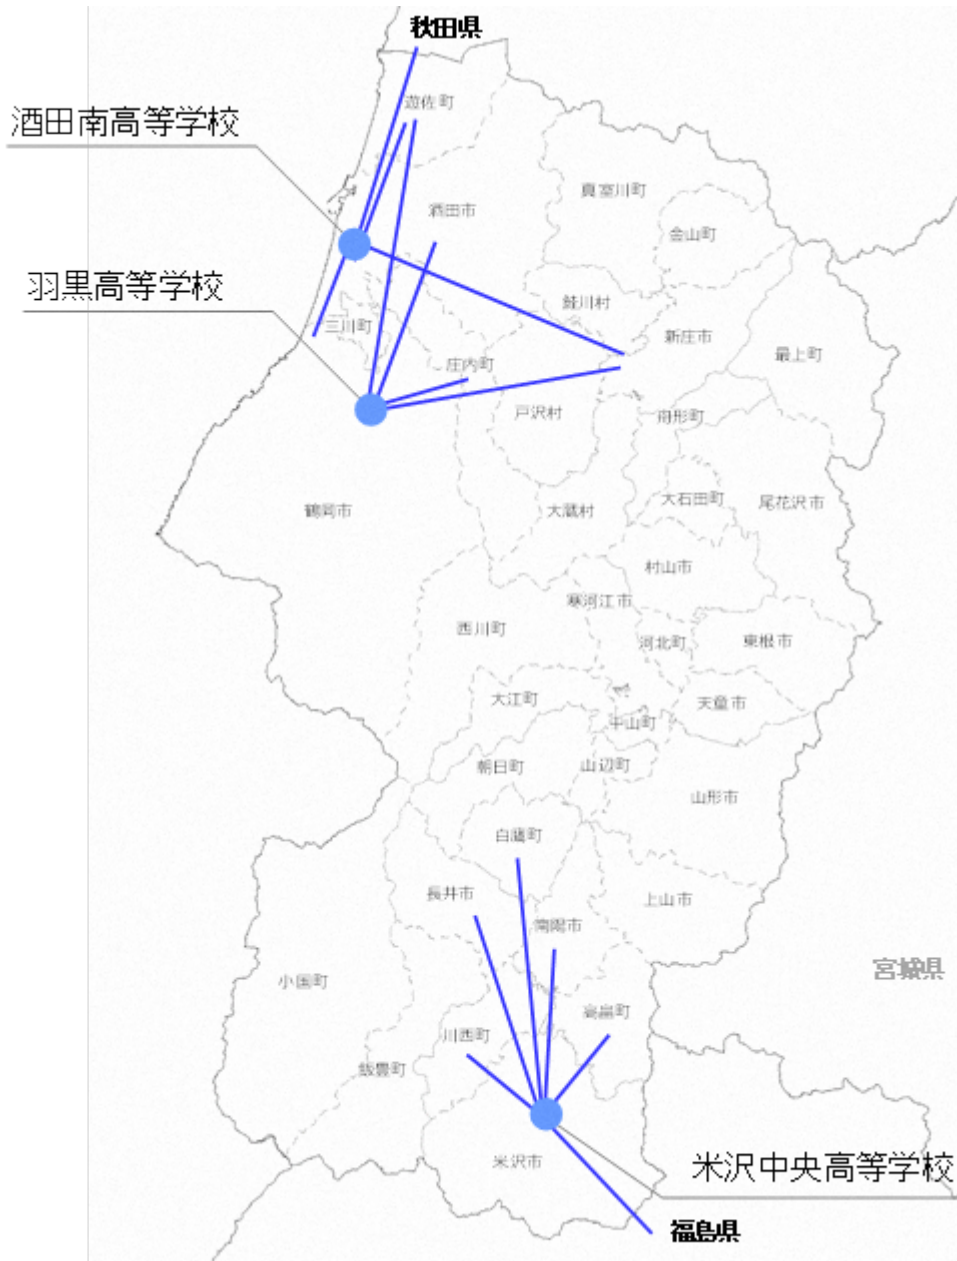 秋田県
遊佐町
酒田南高等学校
真室川町
酒田市
金山町
羽黒高等学校
鮭川村
三川町
新庄市
最上町
庄内町
戸沢村
舟形町
大石田町
尾花沢市
鶴岡市
大蔵村
村山市
寒河江市
西川町
河北町
東根市
大江町
天童市
中山町
朝日町
山辺町
山形市
白鷹町
長井市
上山市
南陽市
宮城県
小国町
高畠町
川西町
飯豊町
米沢市
米沢中央高等学校
福島県